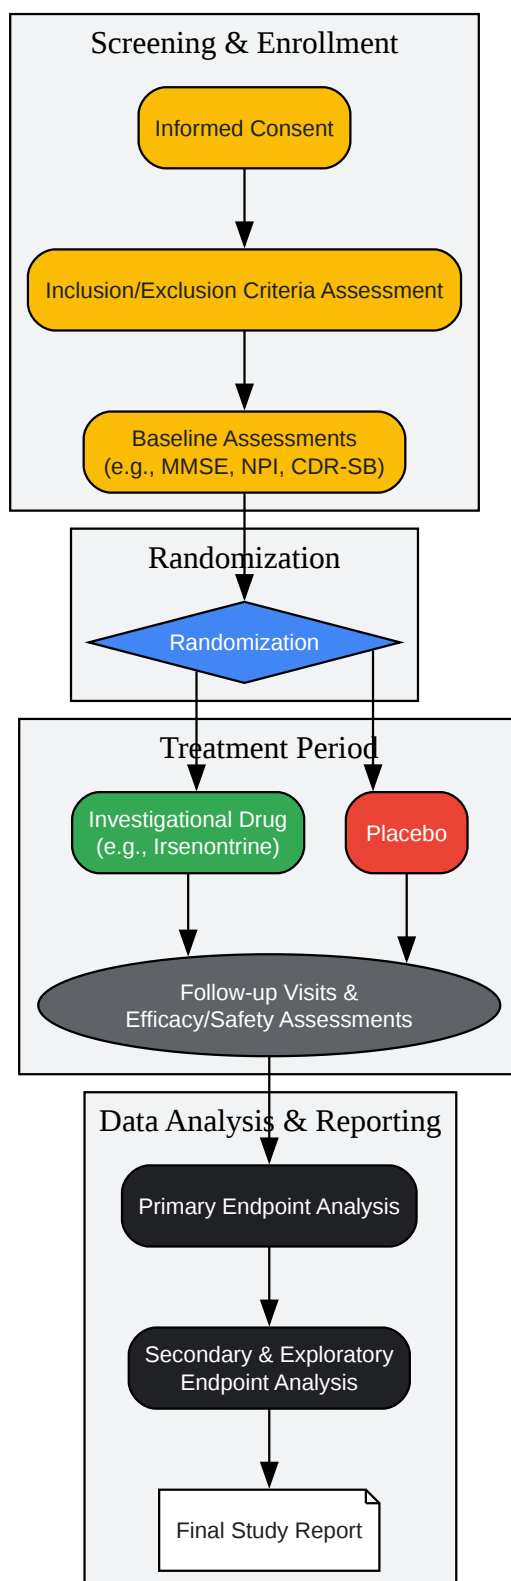 Screening & Enrollment
Informed Consent
Inclusion/Exclusion Criteria Assessment
Baseline Assessments
(e.g., MMSE, NPI, CDR-SB)
Randomization
Randomization
Treatment Period
Investigational Drug
(e.g., Irsenontrine)
Placebo
Follow-up Visits &
Efficacy/Safety Assessments
Data Analysis & Reporting
Primary Endpoint Analysis
Secondary & Exploratory
Endpoint Analysis
Final Study Report